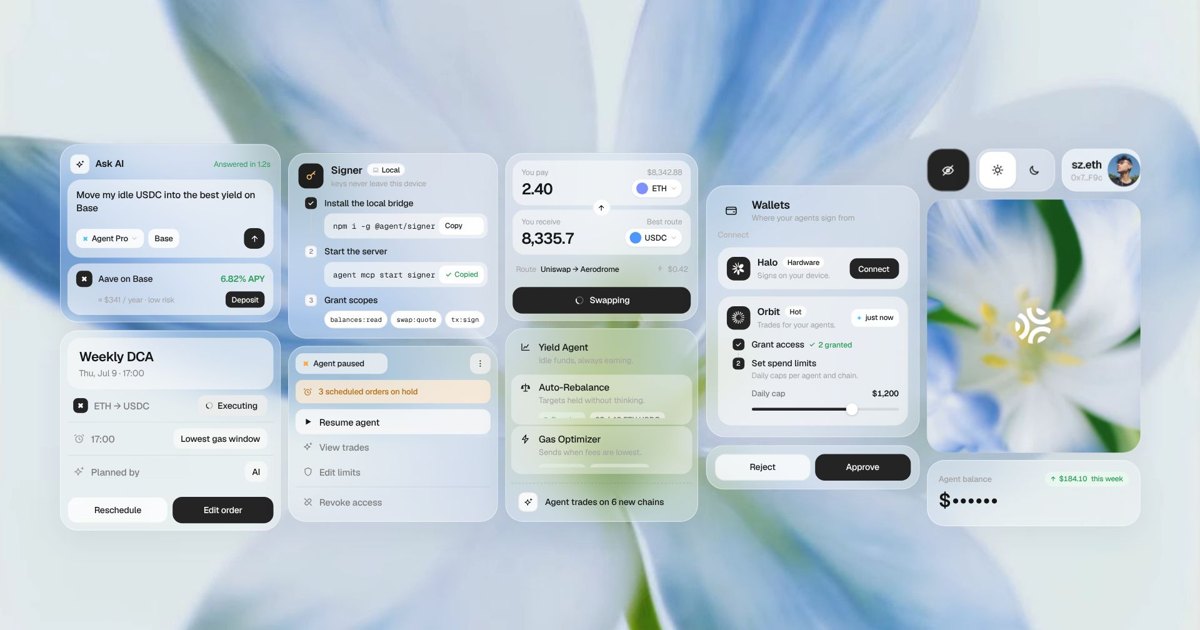 Ask AI
Answered in 1.2s
Move my idle USDC into the best yield on
Base
Agent Pro
Base
Aave on Base
6.82% APY
≈ $341 / year · low risk
Deposit
Weekly DCA
Thu, Jul 9 · 17:00
ETH → USDC
Executing
17:00
Lowest gas window
Planned by
AI
Reschedule
Edit order
Signer
Local
keys never leave this device
Install the local bridge
npm i -g @agent/signer
Copy
2
Start the server
agent mcp start signer
Copied
3
Grant scopes
balances:read
swap:quote
tx:sign
Agent paused
3 scheduled orders on hold
Resume agent
View trades
Edit limits
Revoke access
You pay
$8,342.88
2.40
ETH
You receive
Best route
8,335.7
USDC
Route
Uniswap → Aerodrome
$0.42
Swapping
Yield Agent
Idle funds, always earning.
Auto-Rebalance
Targets held without thinking.
Gas Optimizer
Sends when fees are lowest.
Agent trades on 6 new chains
Wallets
Where your agents sign from
Connect
Halo
Hardware
Signs on your device.
Connect
Orbit
Hot
Trades for your agents.
just now
Grant access
2 granted
2
Set spend limits
Daily caps per agent and chain.
Daily cap
$1,200
Reject
Approve
sz.eth
0x7..F9c
Agent balance
↑ $184.10 this week
$••••••